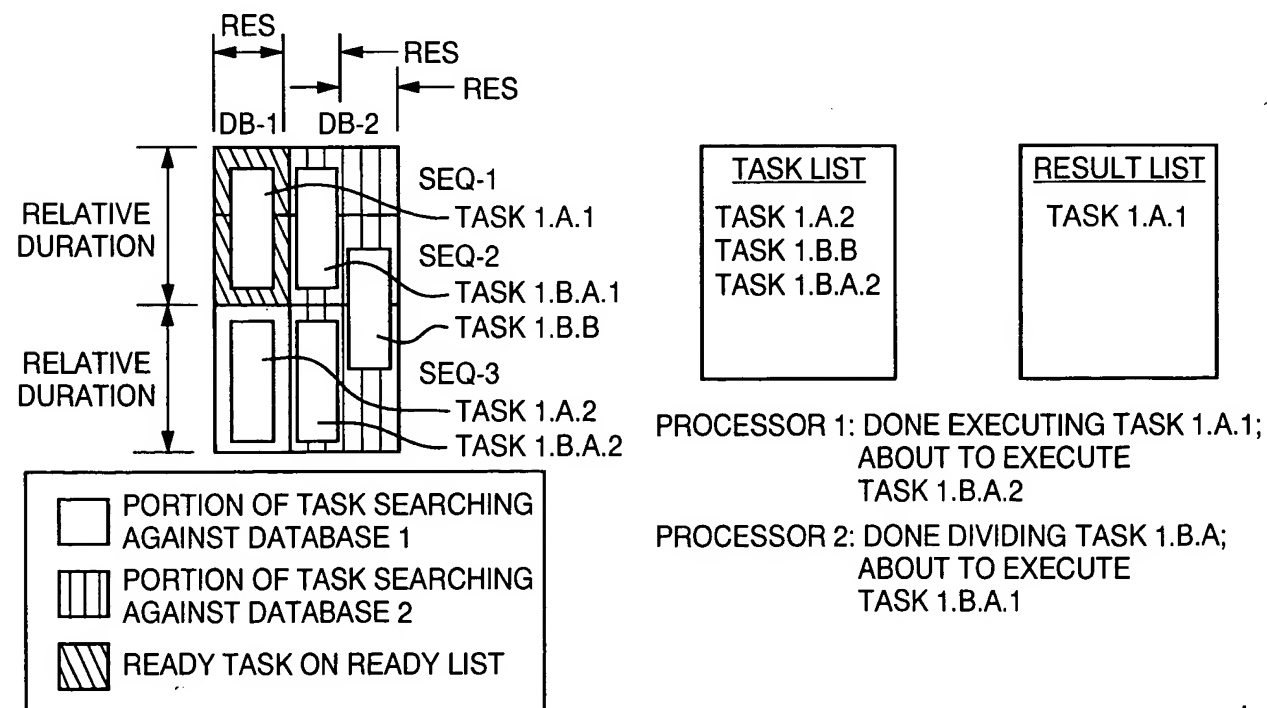 RES
RES
RES
DB-1
DB-2
RELATIVE
DURATION
RELATIVE
DURATION
SEQ-1
TASK 1.A.1
SEQ-2
TASK 1.B.A.1
TASK 1.B.B
SEQ-3
TASK 1.A.2
TASK 1.B.A.2
PORTION OF TASK SEARCHING
AGAINST DATABASE 1
PORTION OF TASK SEARCHING
AGAINST DATABASE 2
READY TASK ON READY LIST
TASK LIST
TASK 1.A.2
TASK 1.B.B
TASK 1.B.A.2
RESULT LIST
TASK 1.A.1
PROCESSOR 1: DONE EXECUTING TASK 1.A.1;
ABOUT TO EXECUTE
TASK 1.B.A.2
PROCESSOR 2: DONE DIVIDING TASK 1.B.A;
ABOUT TO EXECUTE
TASK 1.B.A.1